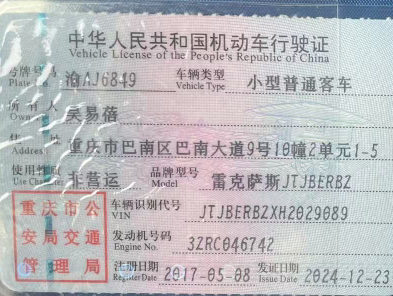 中华人民共和国机动车行驶证
Vehicle License of the People's Republic of China
号牌号码 渝AJ6849 车辆类型 小型普通客车
Plate No. Vehicle Type
所有人 吴易蓓
Owner
住址 重庆市巴南区巴南大道9号10幢2单元1-5
Address
使用性质 非营运 品牌型号 雷克萨斯JTJBERBZ
Use Character Model
重庆市公安局交通管理局
车辆识别代号 JTJBERBZXH2029089
VIN
发动机号码 3ZRC046742
Engine No.
注册日期 2017-05-08 发证日期 2024-12-23
Register Date Issue Date